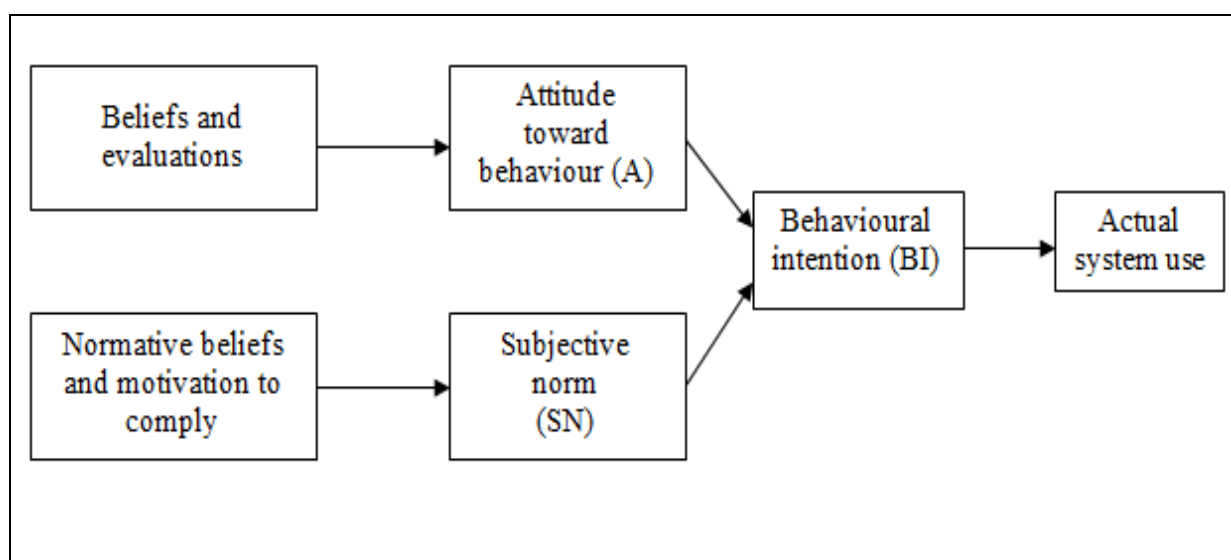 Beliefs and
evaluations
Attitude
toward
behaviour (A)
Normative beliefs
and motivation to
comply
Subjective
norm
(SN)
Behavioural
intention (BI)
Actual
system use